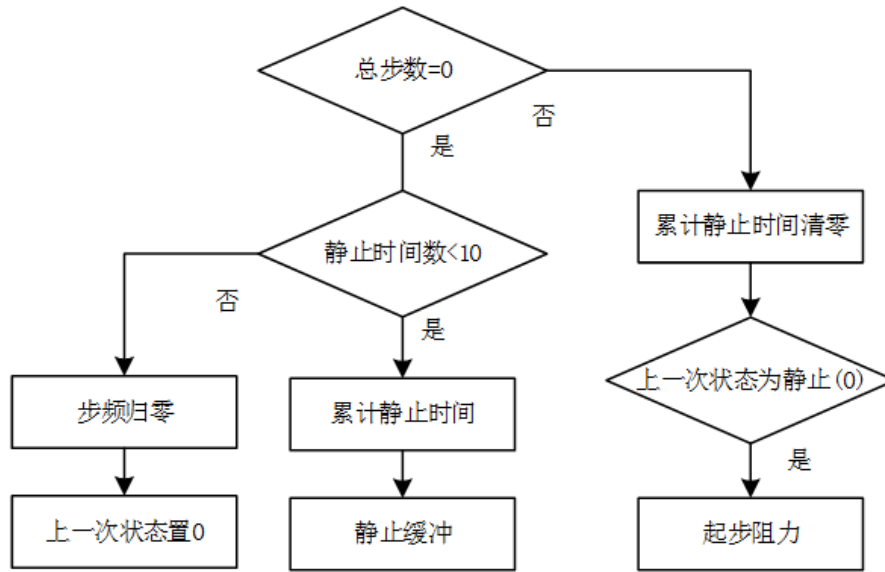 总步数=0
否
是
累计静止时间清零
静止时间数<10
否
是
上一次状态为静止(0)
步频归零
累计静止时间
是
上一次状态置0
静止缓冲
起步阻力